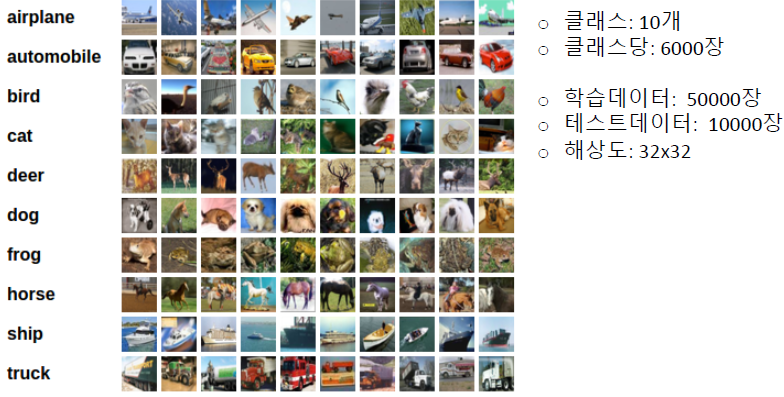 airplane
automobile
bird
cat
deer
dog
frog
horse
ship
truck
○ 클래스: 10개
○ 클래스당: 6000장
○ 학습데이터: 50000장
○ 테스트데이터: 10000장
○ 해상도: 32x32